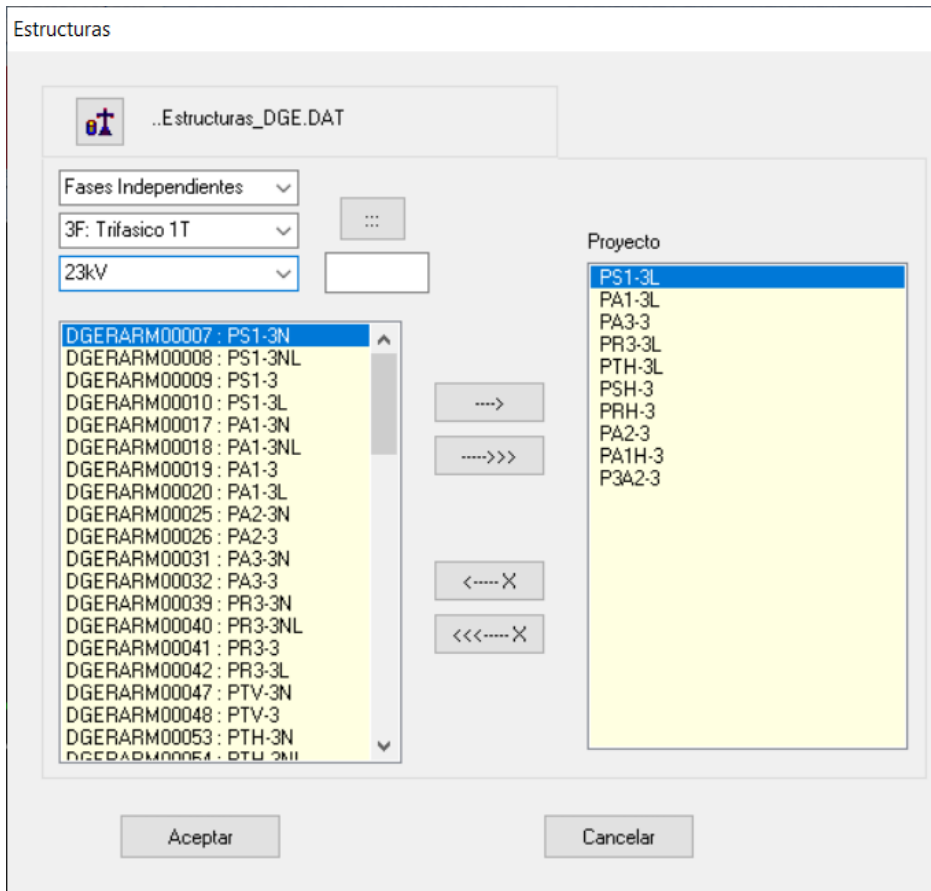 Estructuras
..Estructuras_DGE.DAT
Fases Independientes
3F: Trifasico 1T
:::
23kV
Proyecto
DGERARM00007 : PS1-3N
DGERARM00008 : PS1-3NL
DGERARM00009 : PS1-3
DGERARM00010 : PS1-3L
DGERARM00017 : PA1-3N
DGERARM00018 : PA1-3NL
DGERARM00019 : PA1-3
DGERARM00020 : PA1-3L
DGERARM00025 : PA2-3N
DGERARM00026 : PA2-3
DGERARM00031 : PA3-3N
DGERARM00032 : PA3-3
DGERARM00039 : PR3-3N
DGERARM00040 : PR3-3NL
DGERARM00041 : PR3-3
DGERARM00042 : PR3-3L
DGERARM00047 : PTV-3N
DGERARM00048 : PTV-3
DGERARM00053 : PTH-3N
DGERARM00054 : PTH-3NL
---->
----->>>
<----- X
<<<----- X
PS1-3L
PA1-3L
PA3-3
PR3-3L
PTH-3L
PSH-3
PRH-3
PA2-3
PA1H-3
P3A2-3
Aceptar
Cancelar